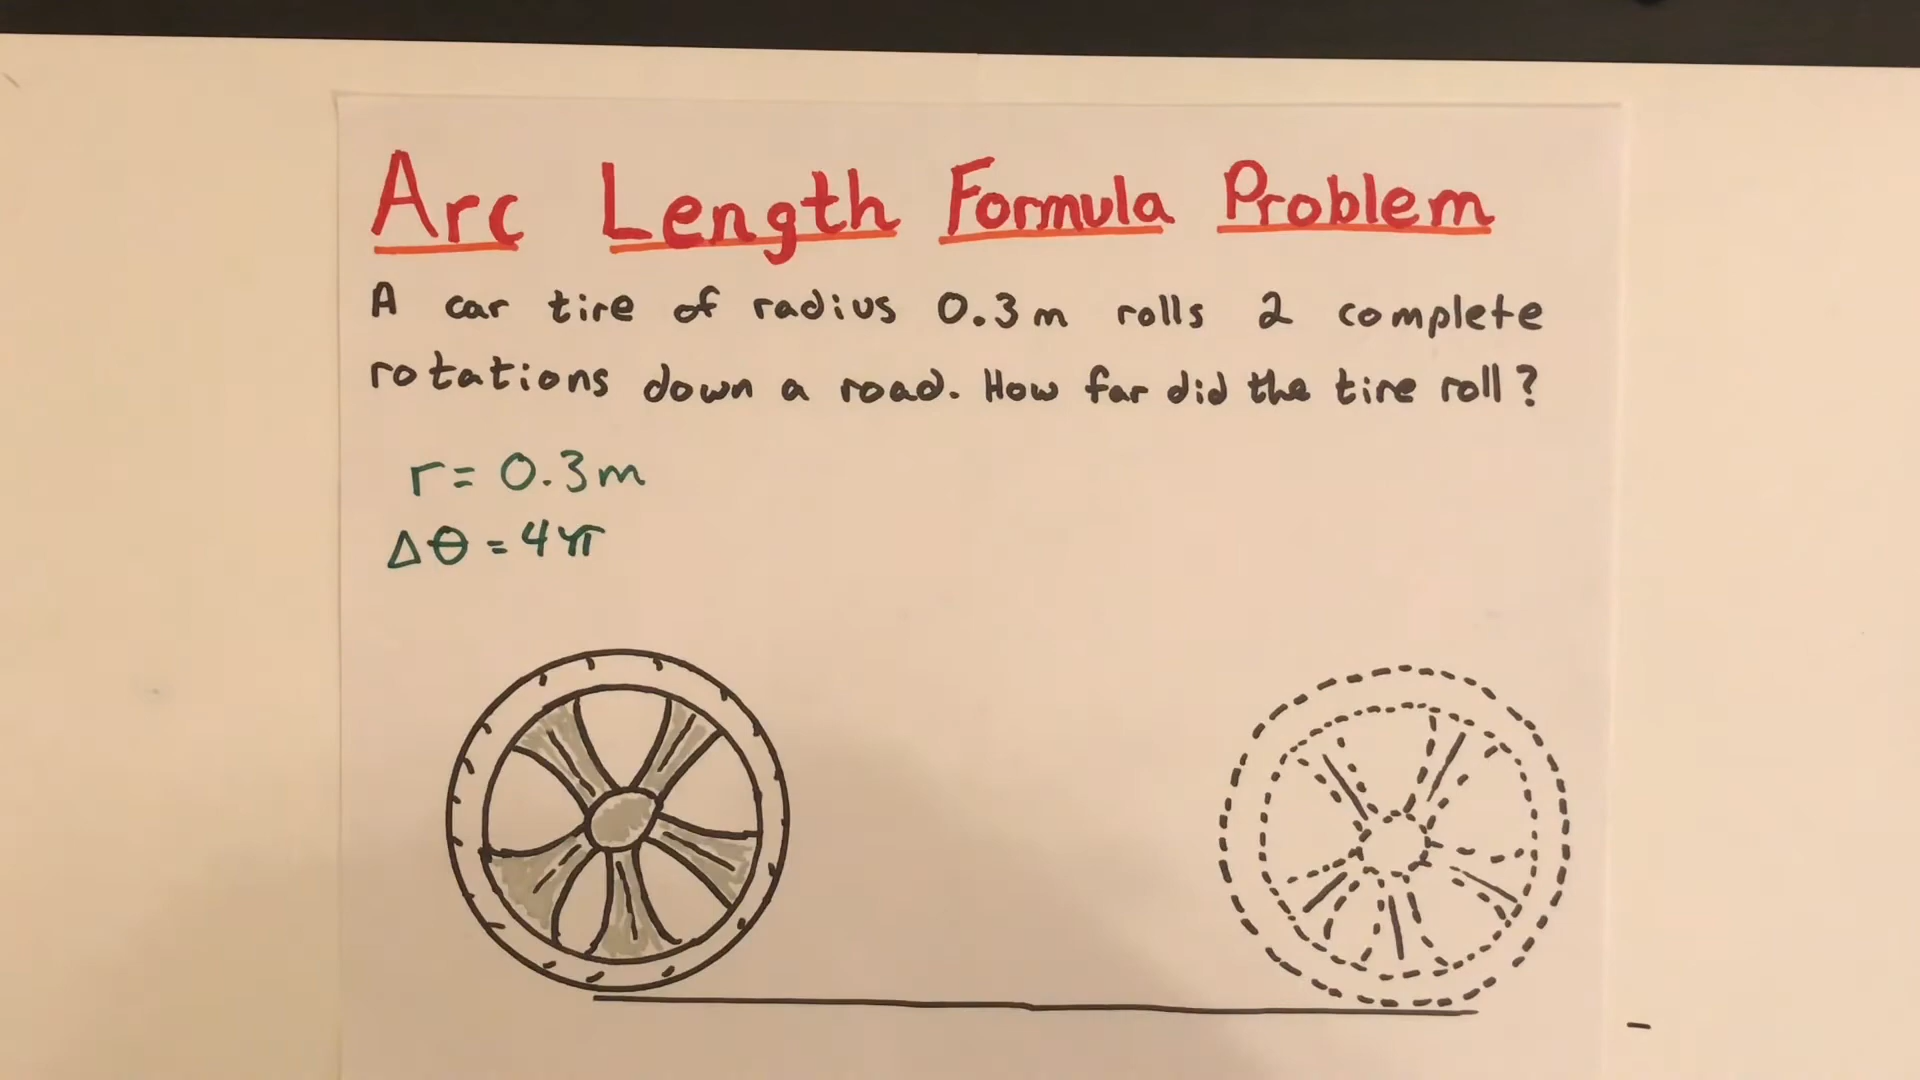 Arc Length Formula Problem
A car tire of radius 0.3m rolls 2 complete
rotations down a road. How far did the tire roll?
r = 0.3m
Δθ = 4π